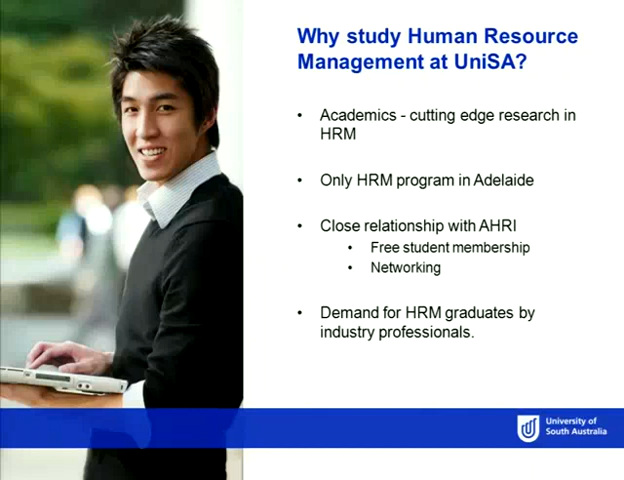 Why study Human Resource
Management at UniSA?
• Academics - cutting edge research in
HRM
• Only HRM program in Adelaide
• Close relationship with AHRI
• Free student membership
• Networking
• Demand for HRM graduates by
industry professionals.
University of
South Australia